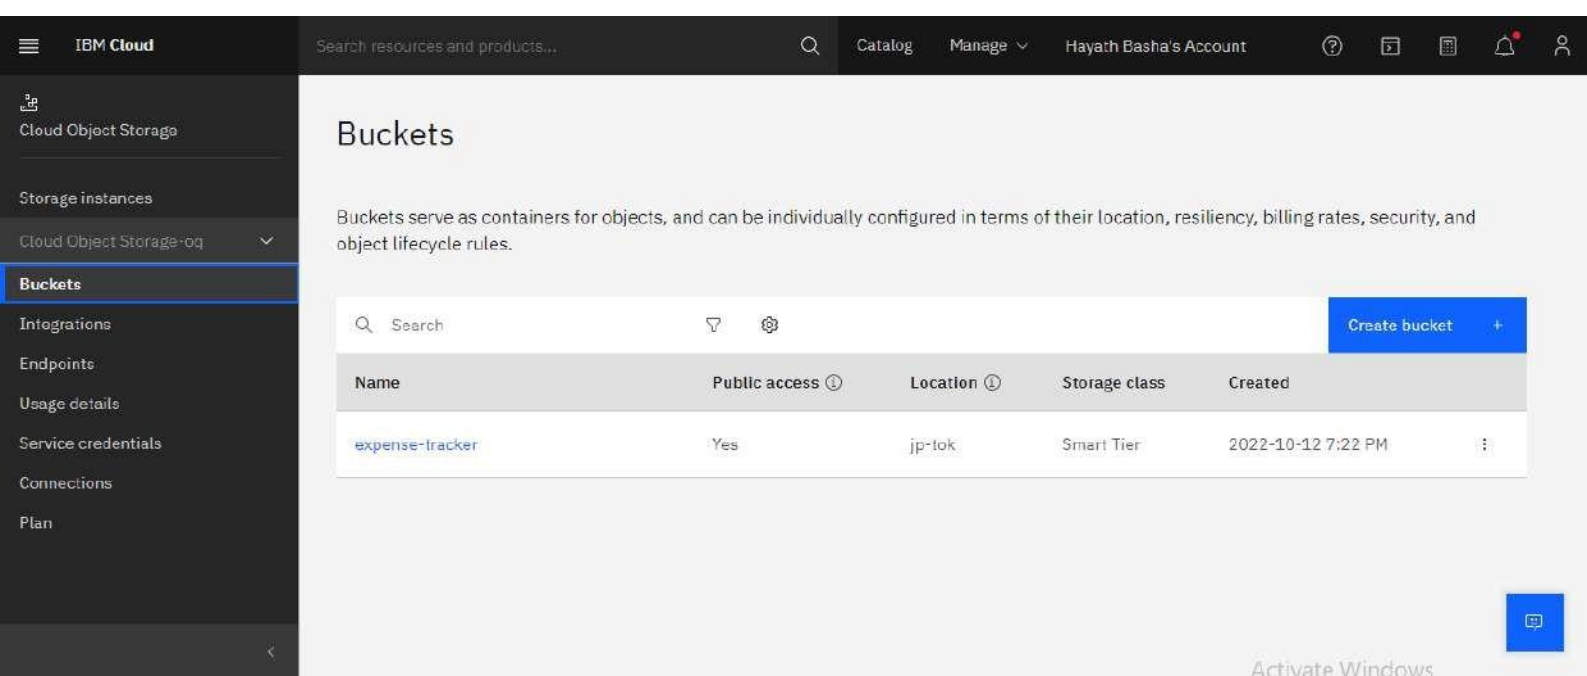 IBM Cloud
Search resources and products...
Catalog
Manage
Hayath Basha's Account
Cloud Object Storage
Storage instances
Cloud Object Storage-oq
Buckets
Integrations
Endpoints
Usage details
Service credentials
Connections
Plan
Buckets
Buckets serve as containers for objects, and can be individually configured in terms of their location, resiliency, billing rates, security, and
object lifecycle rules.
Search
Create bucket +
Name Public access Location Storage class Created
expense-tracker Yes jp-tok Smart Tier 2022-10-12 7:22 PM
Activate Windows